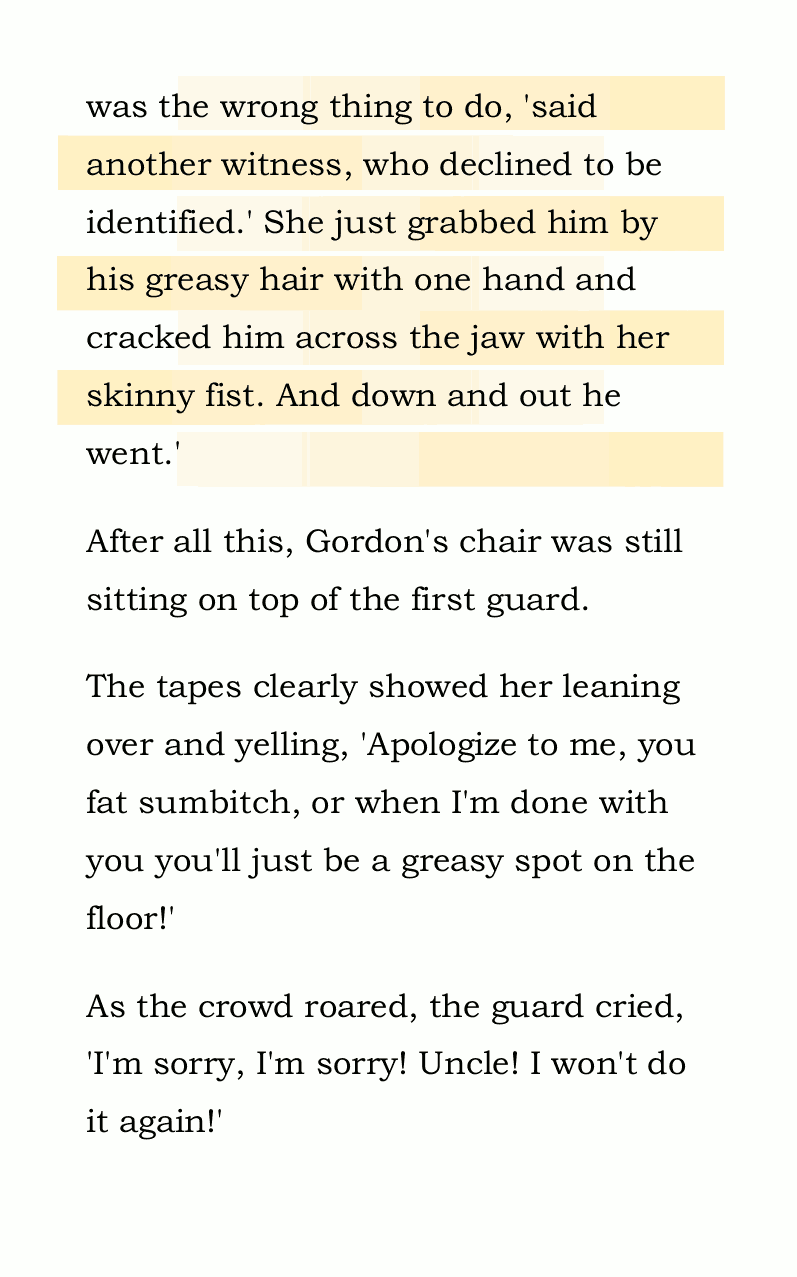 was the wrong thing to do, 'said
another witness, who declined to be
identified.' She just grabbed him by
his greasy hair with one hand and
cracked him across the jaw with her
skinny fist. And down and out he
went.'
After all this, Gordon's chair was still
sitting on top of the first guard.
The tapes clearly showed her leaning
over and yelling, 'Apologize to me, you
fat sumbitch, or when I'm done with
you you'll just be a greasy spot on the
floor!'
As the crowd roared, the guard cried,
'I'm sorry, I'm sorry! Uncle! I won't do
it again!'